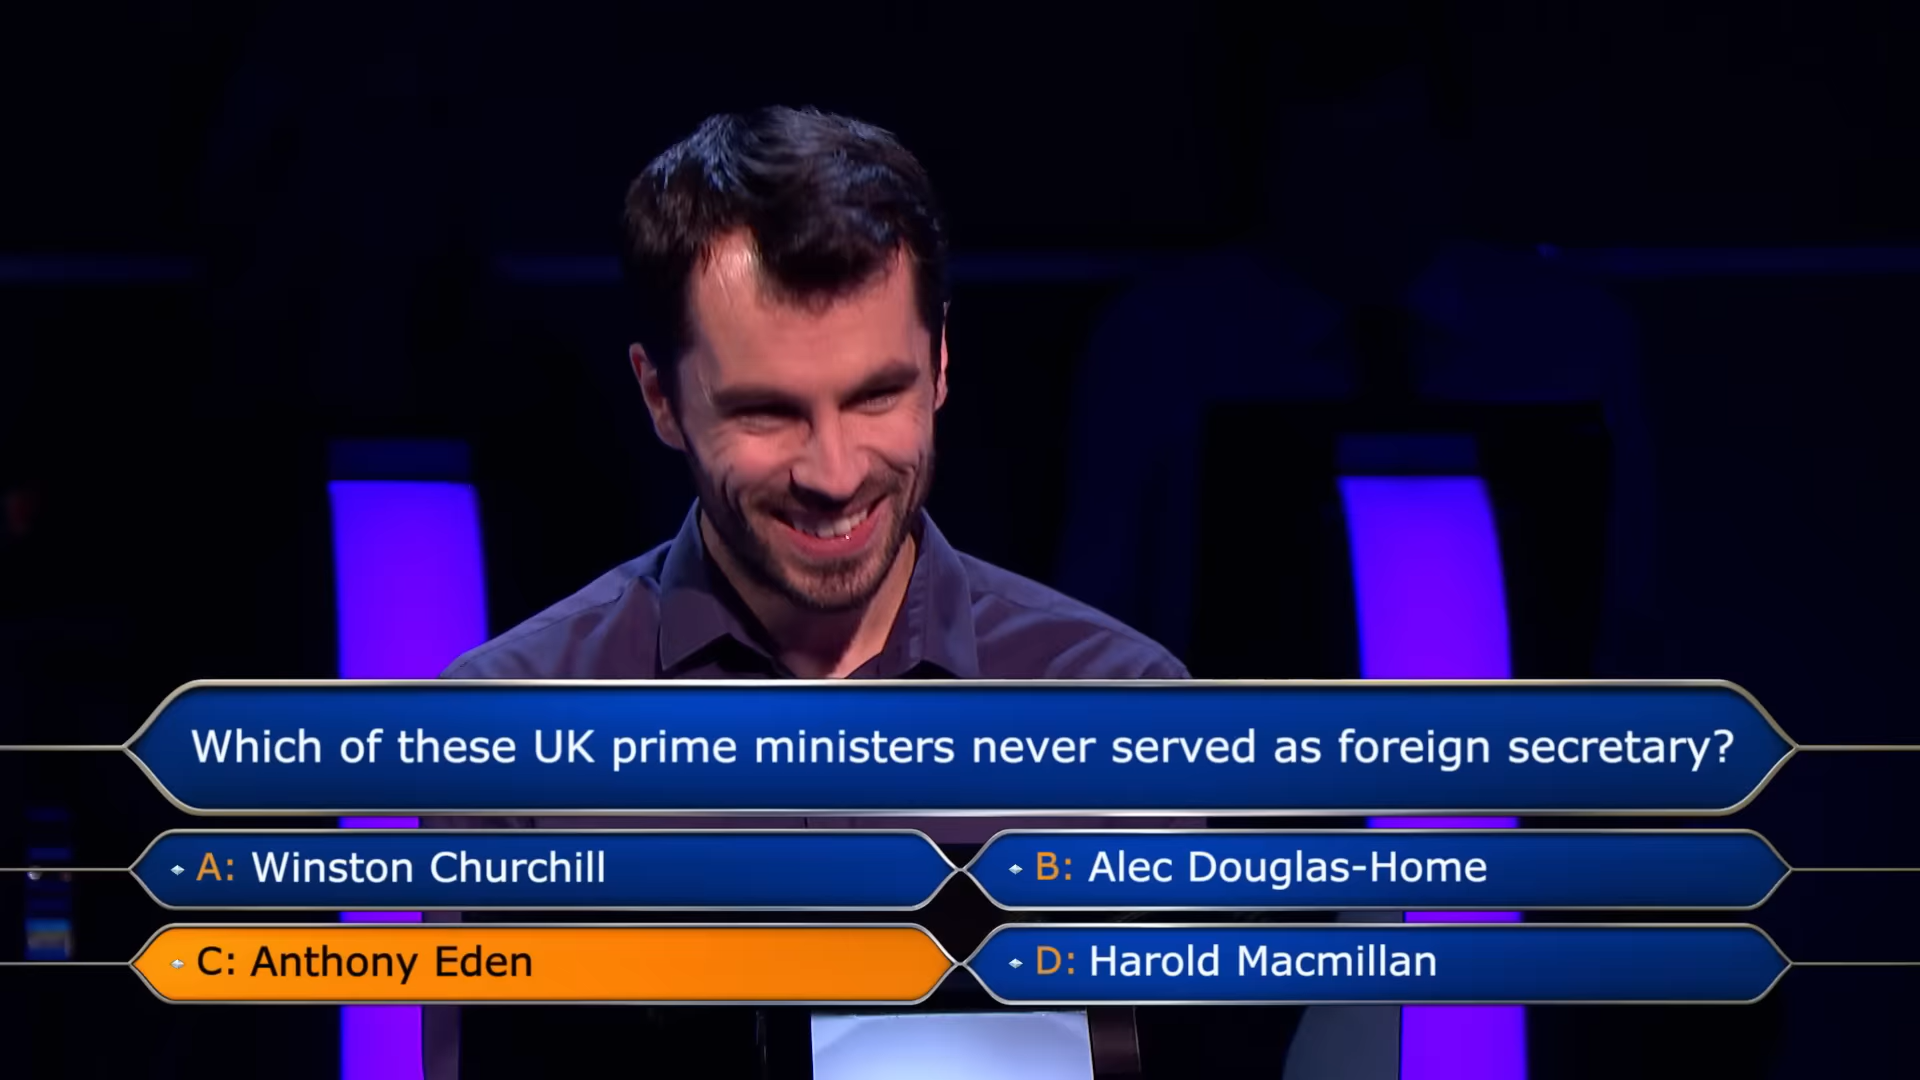 Which of these UK prime ministers never served as foreign secretary?
A: Winston Churchill
B: Alec Douglas-Home
C: Anthony Eden
D: Harold Macmillan